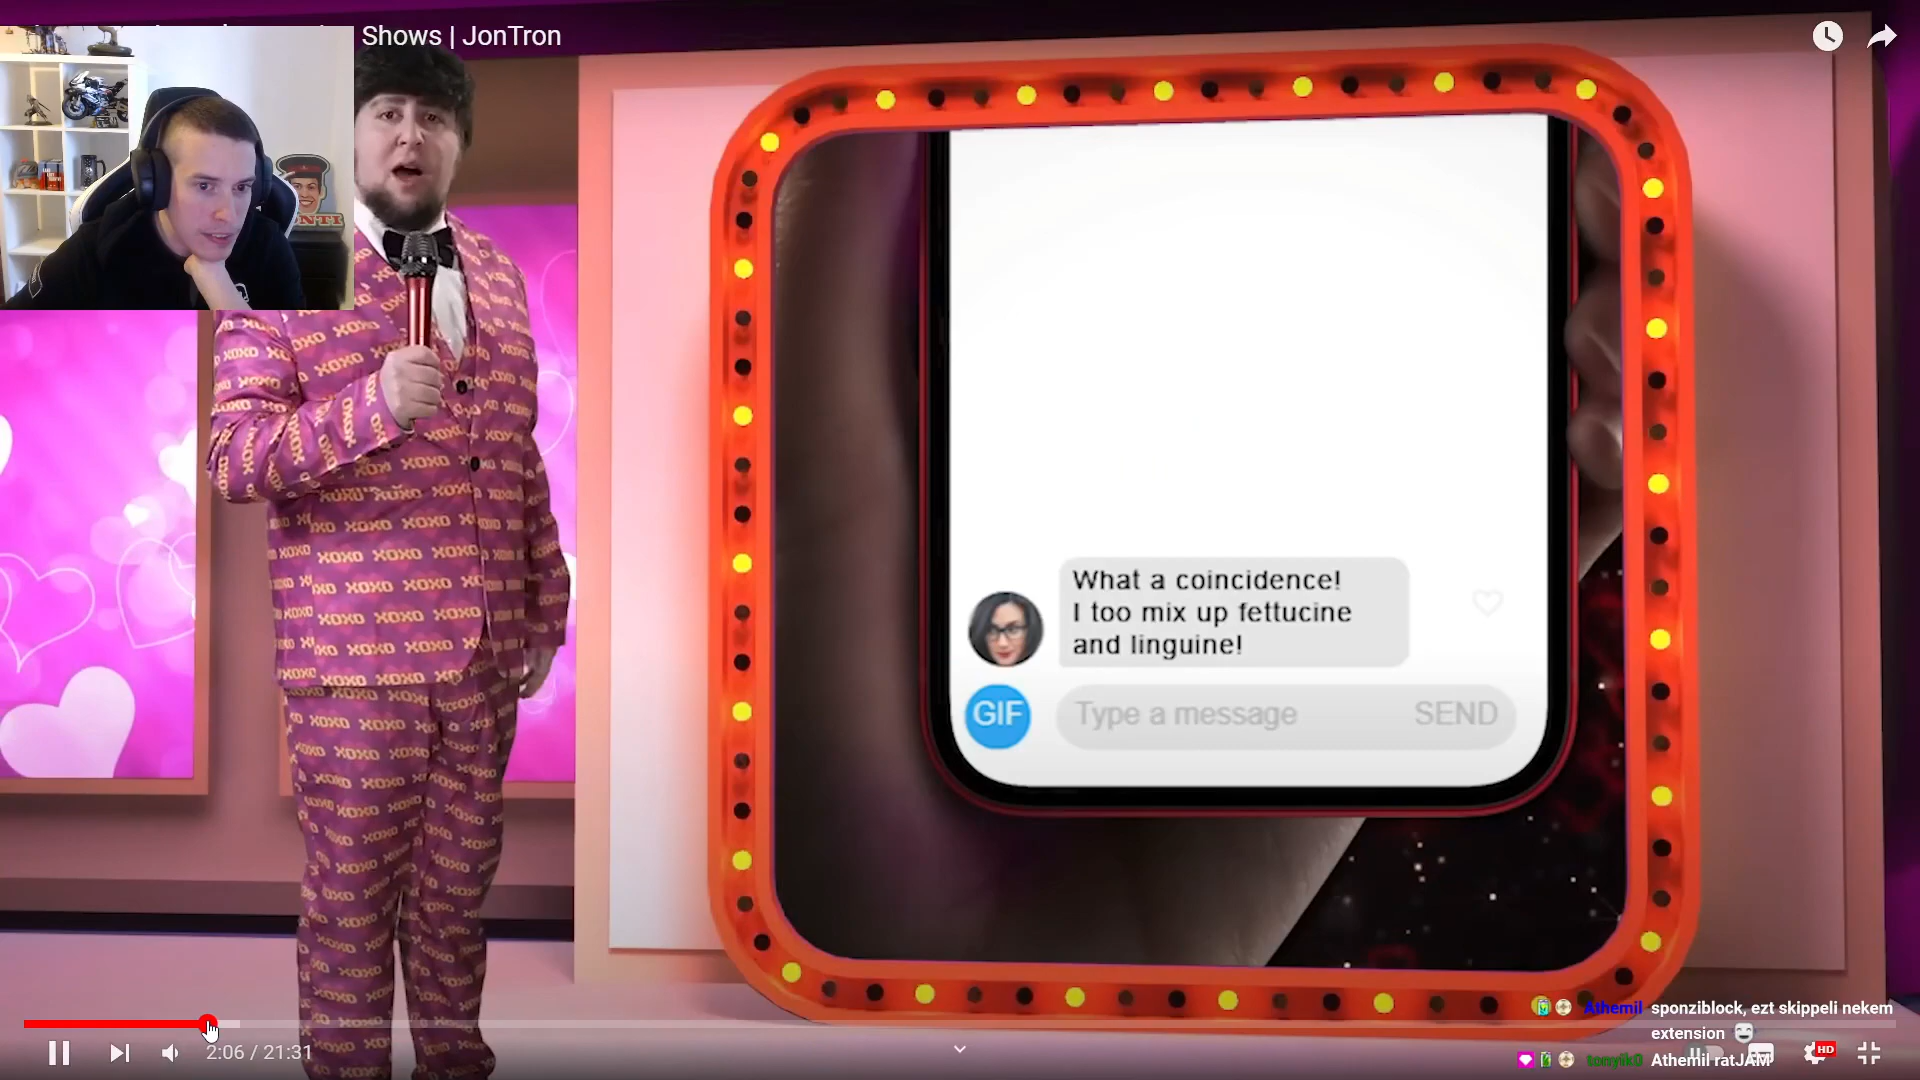 Shows | JonTron
What a coincidence!
I too mix up fettucine
and linguine!
GIF
Type a message
SEND
2:06 / 21:31
HD
Athemil sponziblock, ezt skippeli nekem
extension
Athemil ratJAM